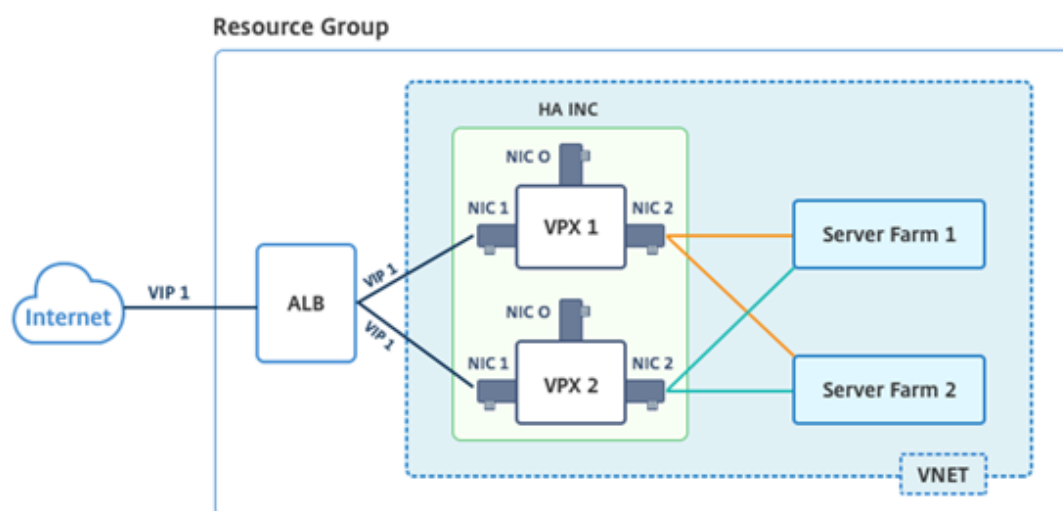 Resource Group
HA INC
NIC O
NIC 1
VPX 1
NIC 2
Server Farm 1
Internet
VIP 1
ALB
VIP 1
VIP 1
NIC O
NIC 1
VPX 2
NIC 2
Server Farm 2
VNET